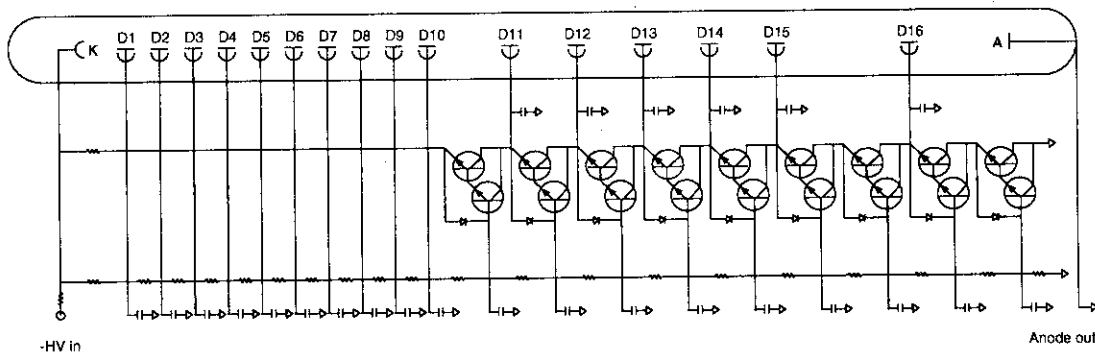 D1 D2 D3 D4 D5 D6 D7 D8 D9 D10 D11 D12 D13 D14 D15 D16
K A
-HV in Anode out